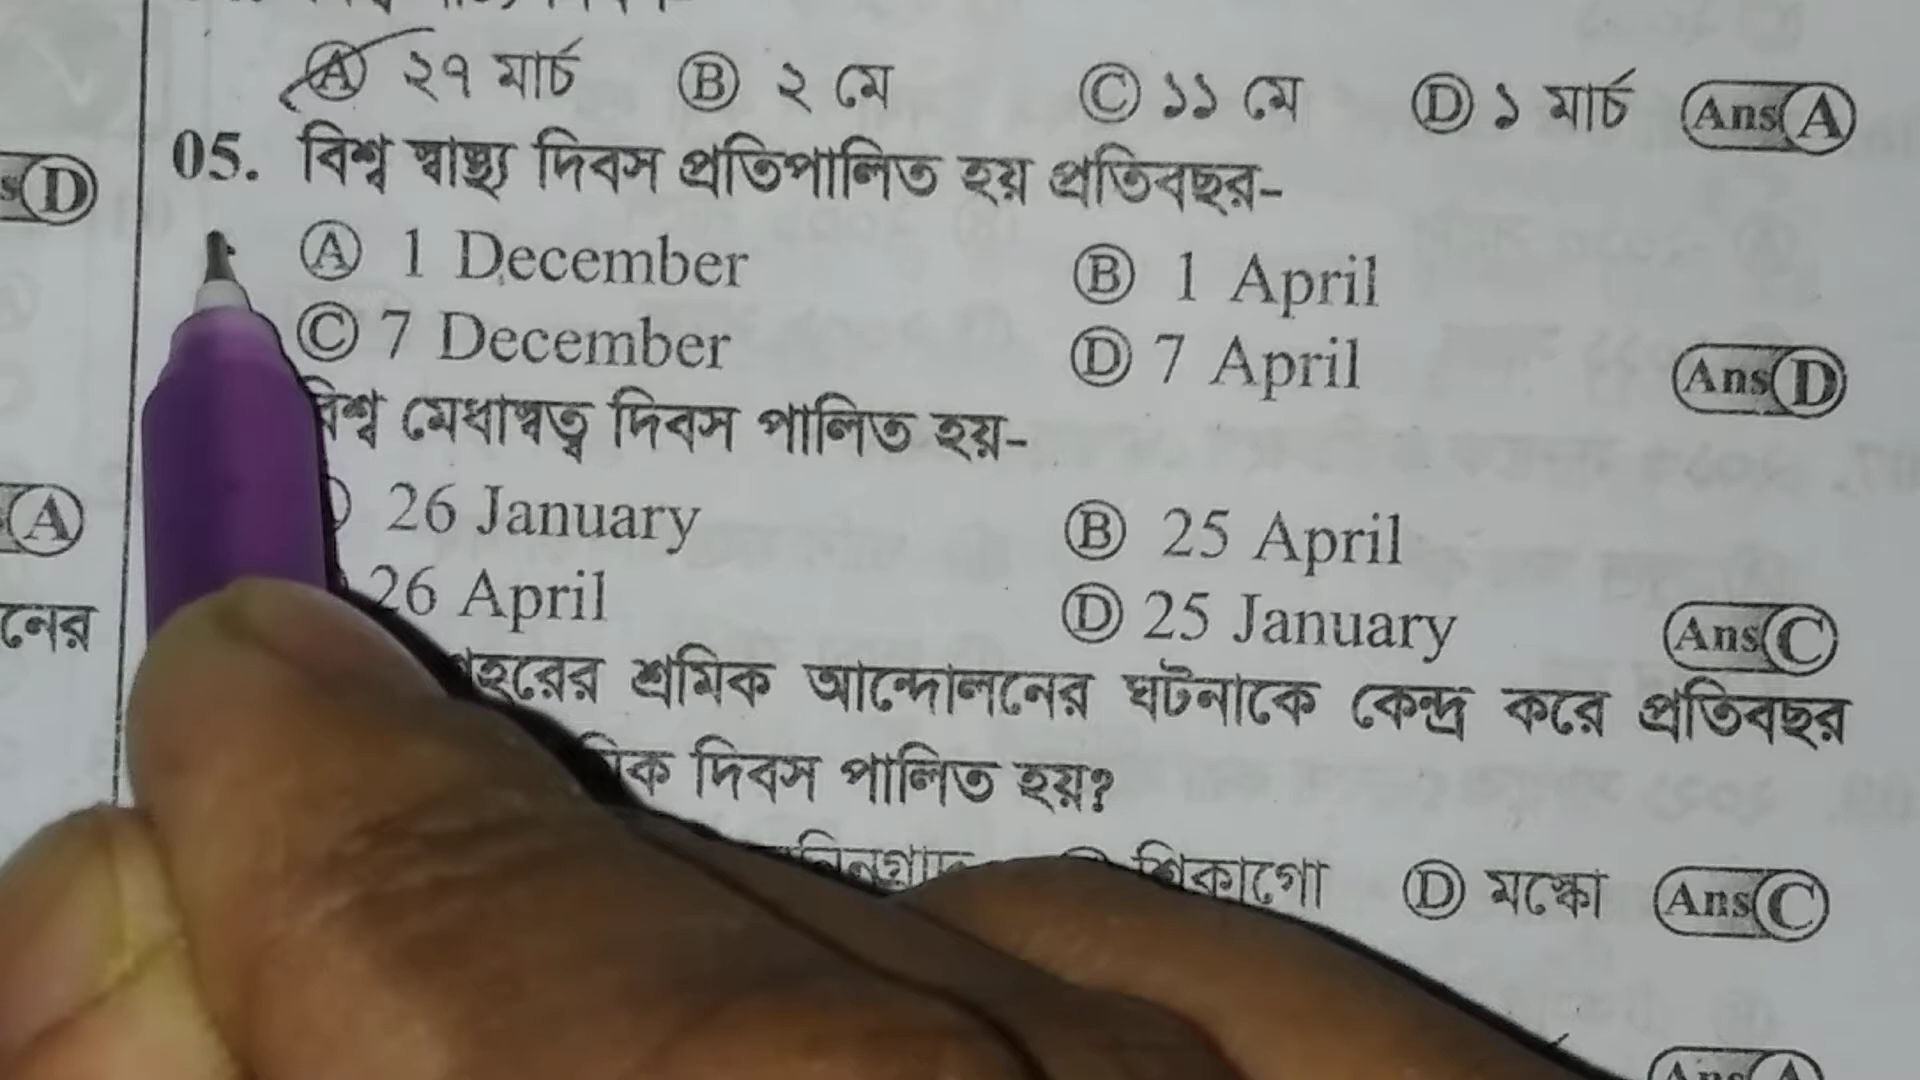 Ⓐ ২৭ মার্চ Ⓑ ২ মে Ⓒ ১১ মে Ⓓ ১ মার্চ Ans Ⓐ
05. বিশ্ব স্বাস্থ্য দিবস প্রতিপালিত হয় প্রতিবছর-
Ⓐ 1 December Ⓑ 1 April
Ⓒ 7 December Ⓓ 7 April Ans Ⓓ
বিশ্ব মেধাস্বত্ব দিবস পালিত হয়-
26 January Ⓑ 25 April
26 April Ⓓ 25 January Ans Ⓒ
শ্রমিক আন্দোলনের ঘটনাকে কেন্দ্র করে প্রতিবছর
দিবস পালিত হয়?
শিকাগো Ⓓ মস্কো Ans Ⓒ
Ans Ⓐ
s Ⓓ
Ⓐ
নের